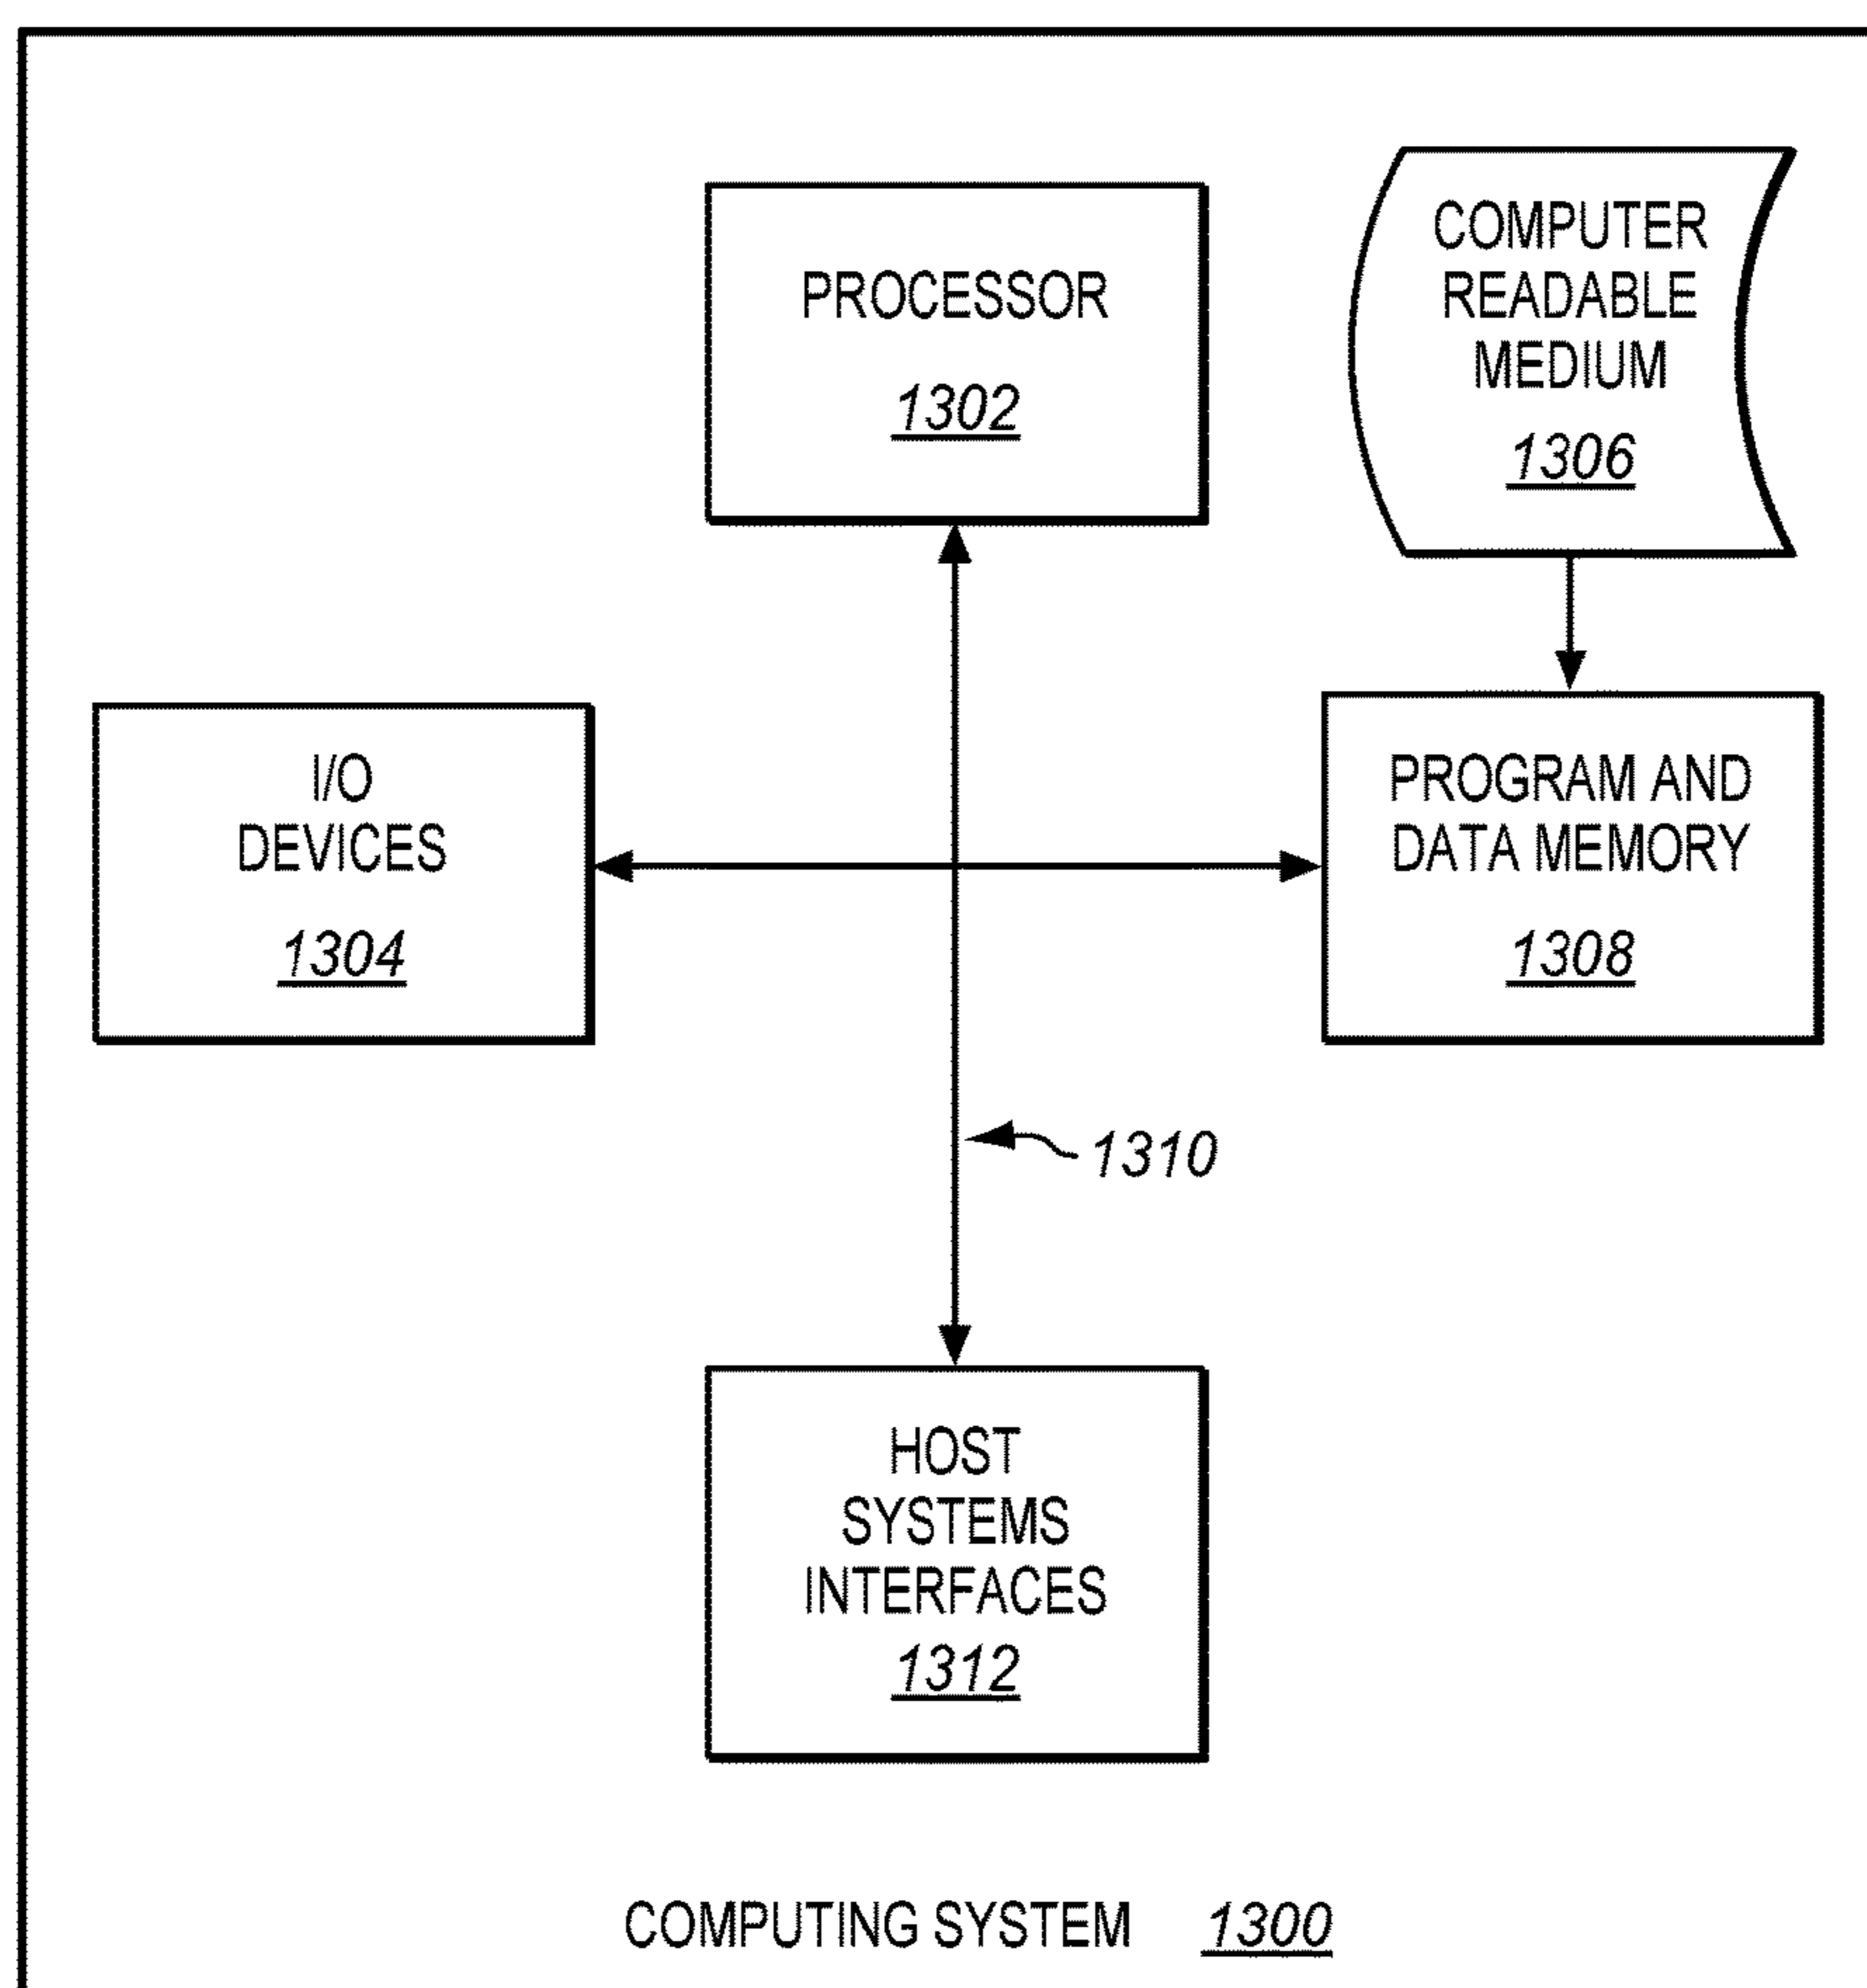 PROCESSOR
1302
COMPUTER
READABLE
MEDIUM
1306
I/O
DEVICES
1304
PROGRAM AND
DATA MEMORY
1308
1310
HOST
SYSTEMS
INTERFACES
1312
COMPUTING SYSTEM 1300